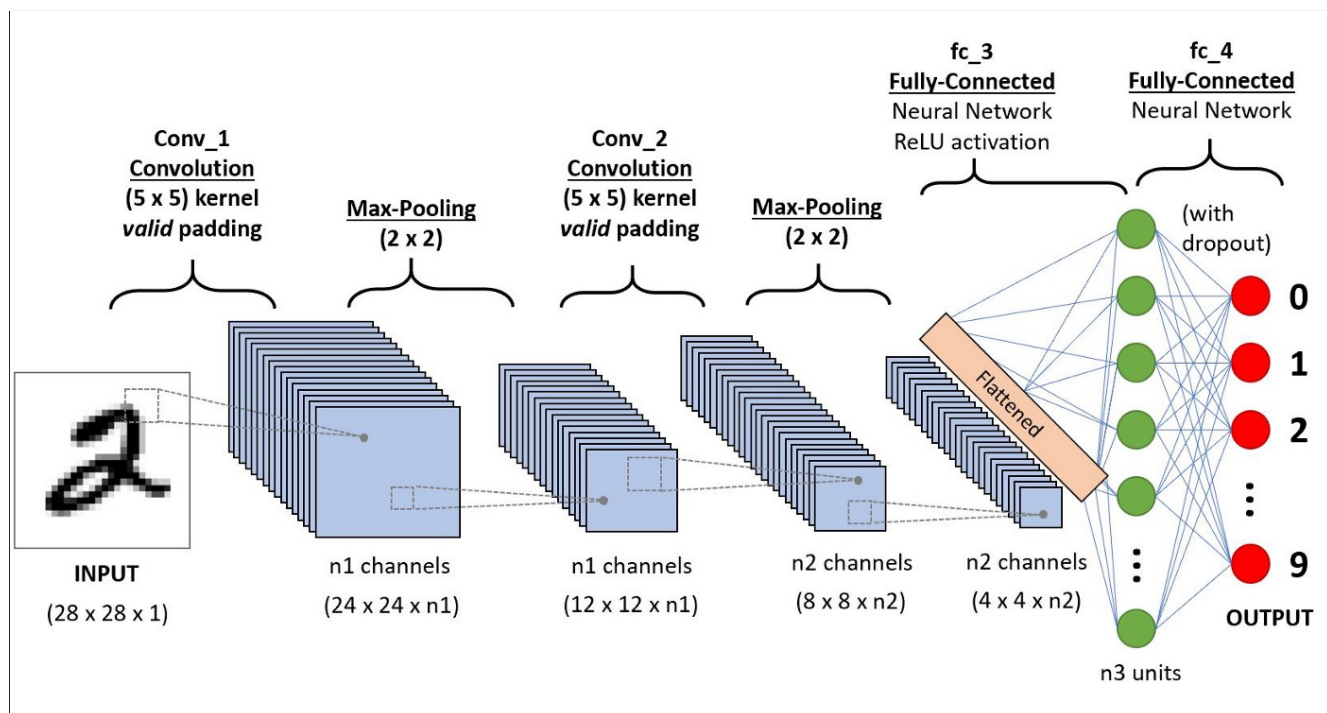 Conv_1
Convolution
(5 x 5) kernel
valid padding
Max-Pooling
(2 x 2)
Conv_2
Convolution
(5 x 5) kernel
valid padding
Max-Pooling
(2 x 2)
fc_3
Fully-Connected
Neural Network
ReLU activation
fc_4
Fully-Connected
Neural Network
(with
dropout)
Flattened
0
1
2
9
OUTPUT
2
INPUT
(28 x 28 x 1)
n1 channels
(24 x 24 x n1)
n1 channels
(12 x 12 x n1)
n2 channels
(8 x 8 x n2)
n2 channels
(4 x 4 x n2)
n3 units